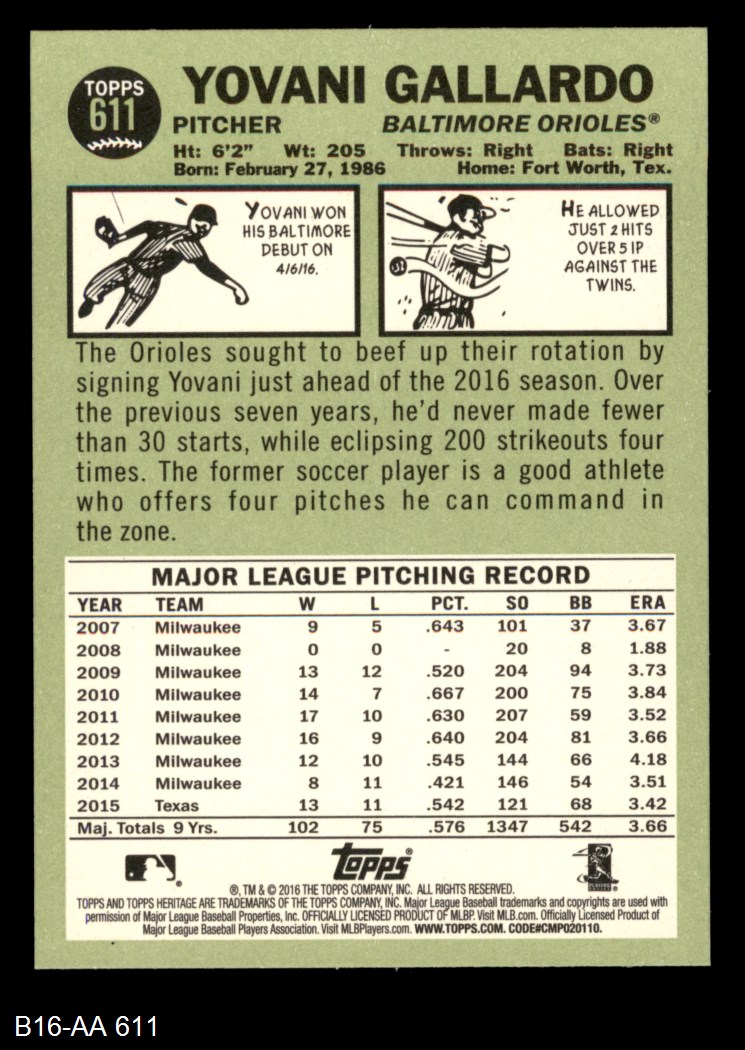 TOPPS
611
YOVANI GALLARDO
PITCHER BALTIMORE ORIOLES®
Ht: 6'2" Wt: 205 Throws: Right Bats: Right
Born: February 27, 1986 Home: Fort Worth, Tex.
YOVANI WON
HIS BALTIMORE
DEBUT ON
4/6/16.
HE ALLOWED
JUST 2 HITS
OVER 5 IP
AGAINST THE
TWINS.
The Orioles sought to beef up their rotation by
signing Yovani just ahead of the 2016 season. Over
the previous seven years, he'd never made fewer
than 30 starts, while eclipsing 200 strikeouts four
times. The former soccer player is a good athlete
who offers four pitches he can command in
the zone.
MAJOR LEAGUE PITCHING RECORD
YEAR TEAM W L PCT. SO BB ERA
2007 Milwaukee 9 5 .643 101 37 3.67
2008 Milwaukee 0 0 - 20 8 1.88
2009 Milwaukee 13 12 .520 204 94 3.73
2010 Milwaukee 14 7 .667 200 75 3.84
2011 Milwaukee 17 10 .630 207 59 3.52
2012 Milwaukee 16 9 .640 204 81 3.66
2013 Milwaukee 12 10 .545 144 66 4.18
2014 Milwaukee 8 11 .421 146 54 3.51
2015 Texas 13 11 .542 121 68 3.42
Maj. Totals 9 Yrs. 102 75 .576 1347 542 3.66
Topps®
®, TM & © 2016 THE TOPPS COMPANY, INC. ALL RIGHTS RESERVED.
TOPPS AND TOPPS HERITAGE ARE TRADEMARKS OF THE TOPPS COMPANY, INC. Major League Baseball trademarks and copyrights are used with
permission of Major League Baseball Properties, Inc. OFFICIALLY LICENSED PRODUCT OF MLBP. Visit MLB.com. Officially Licensed Product of
Major League Baseball Players Association. Visit MLBPlayers.com. WWW.TOPPS.COM. CODE#CMP020110.
B16-AA 611